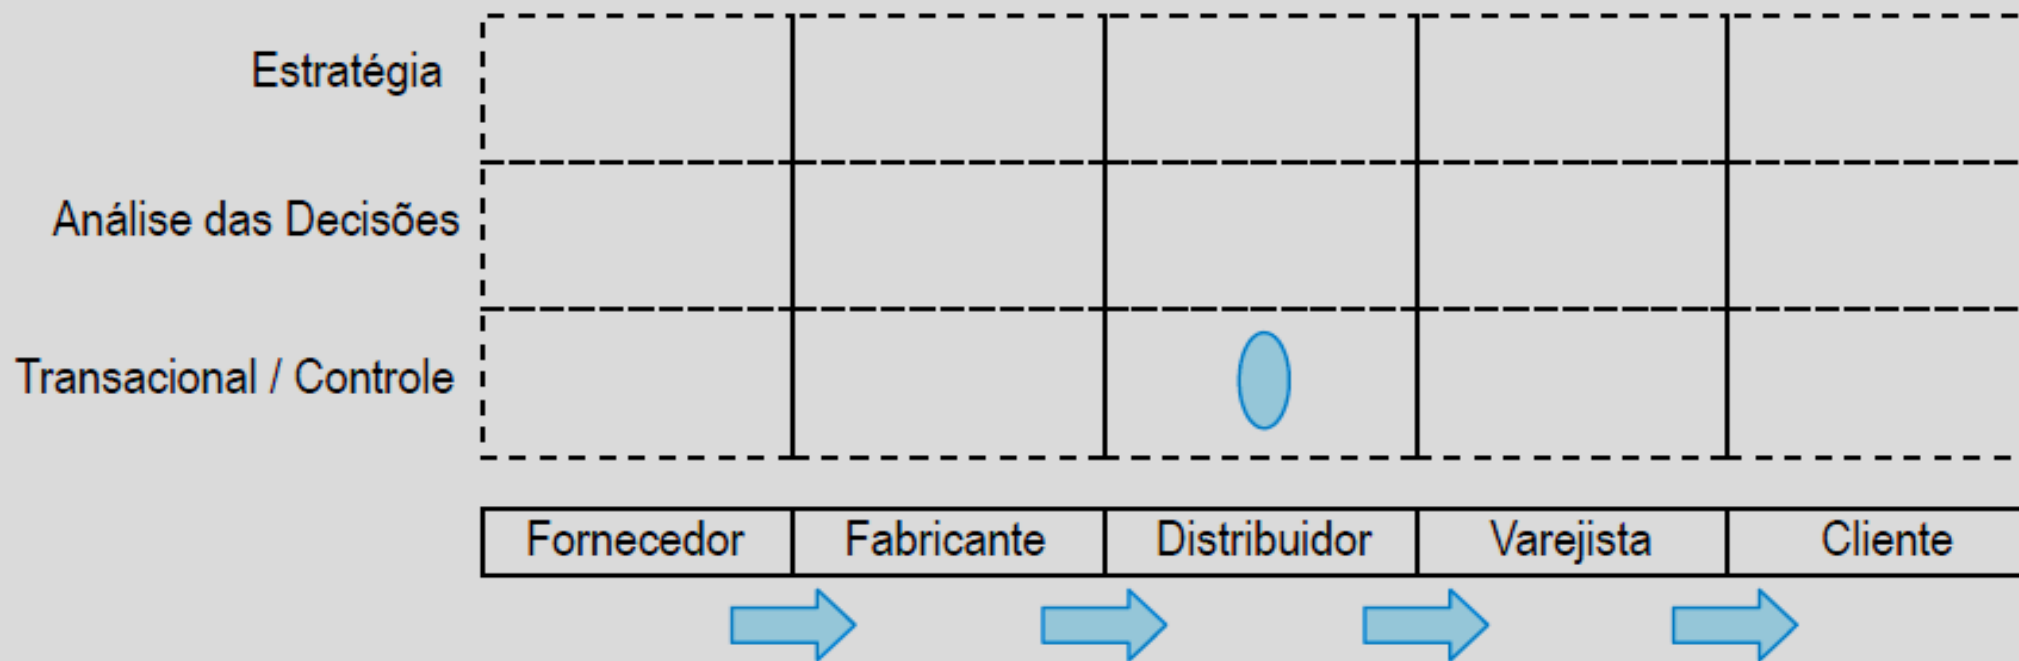 Estratégia
Análise das Decisões
Transacional / Controle
Fornecedor Fabricante Distribuidor Varejista Cliente